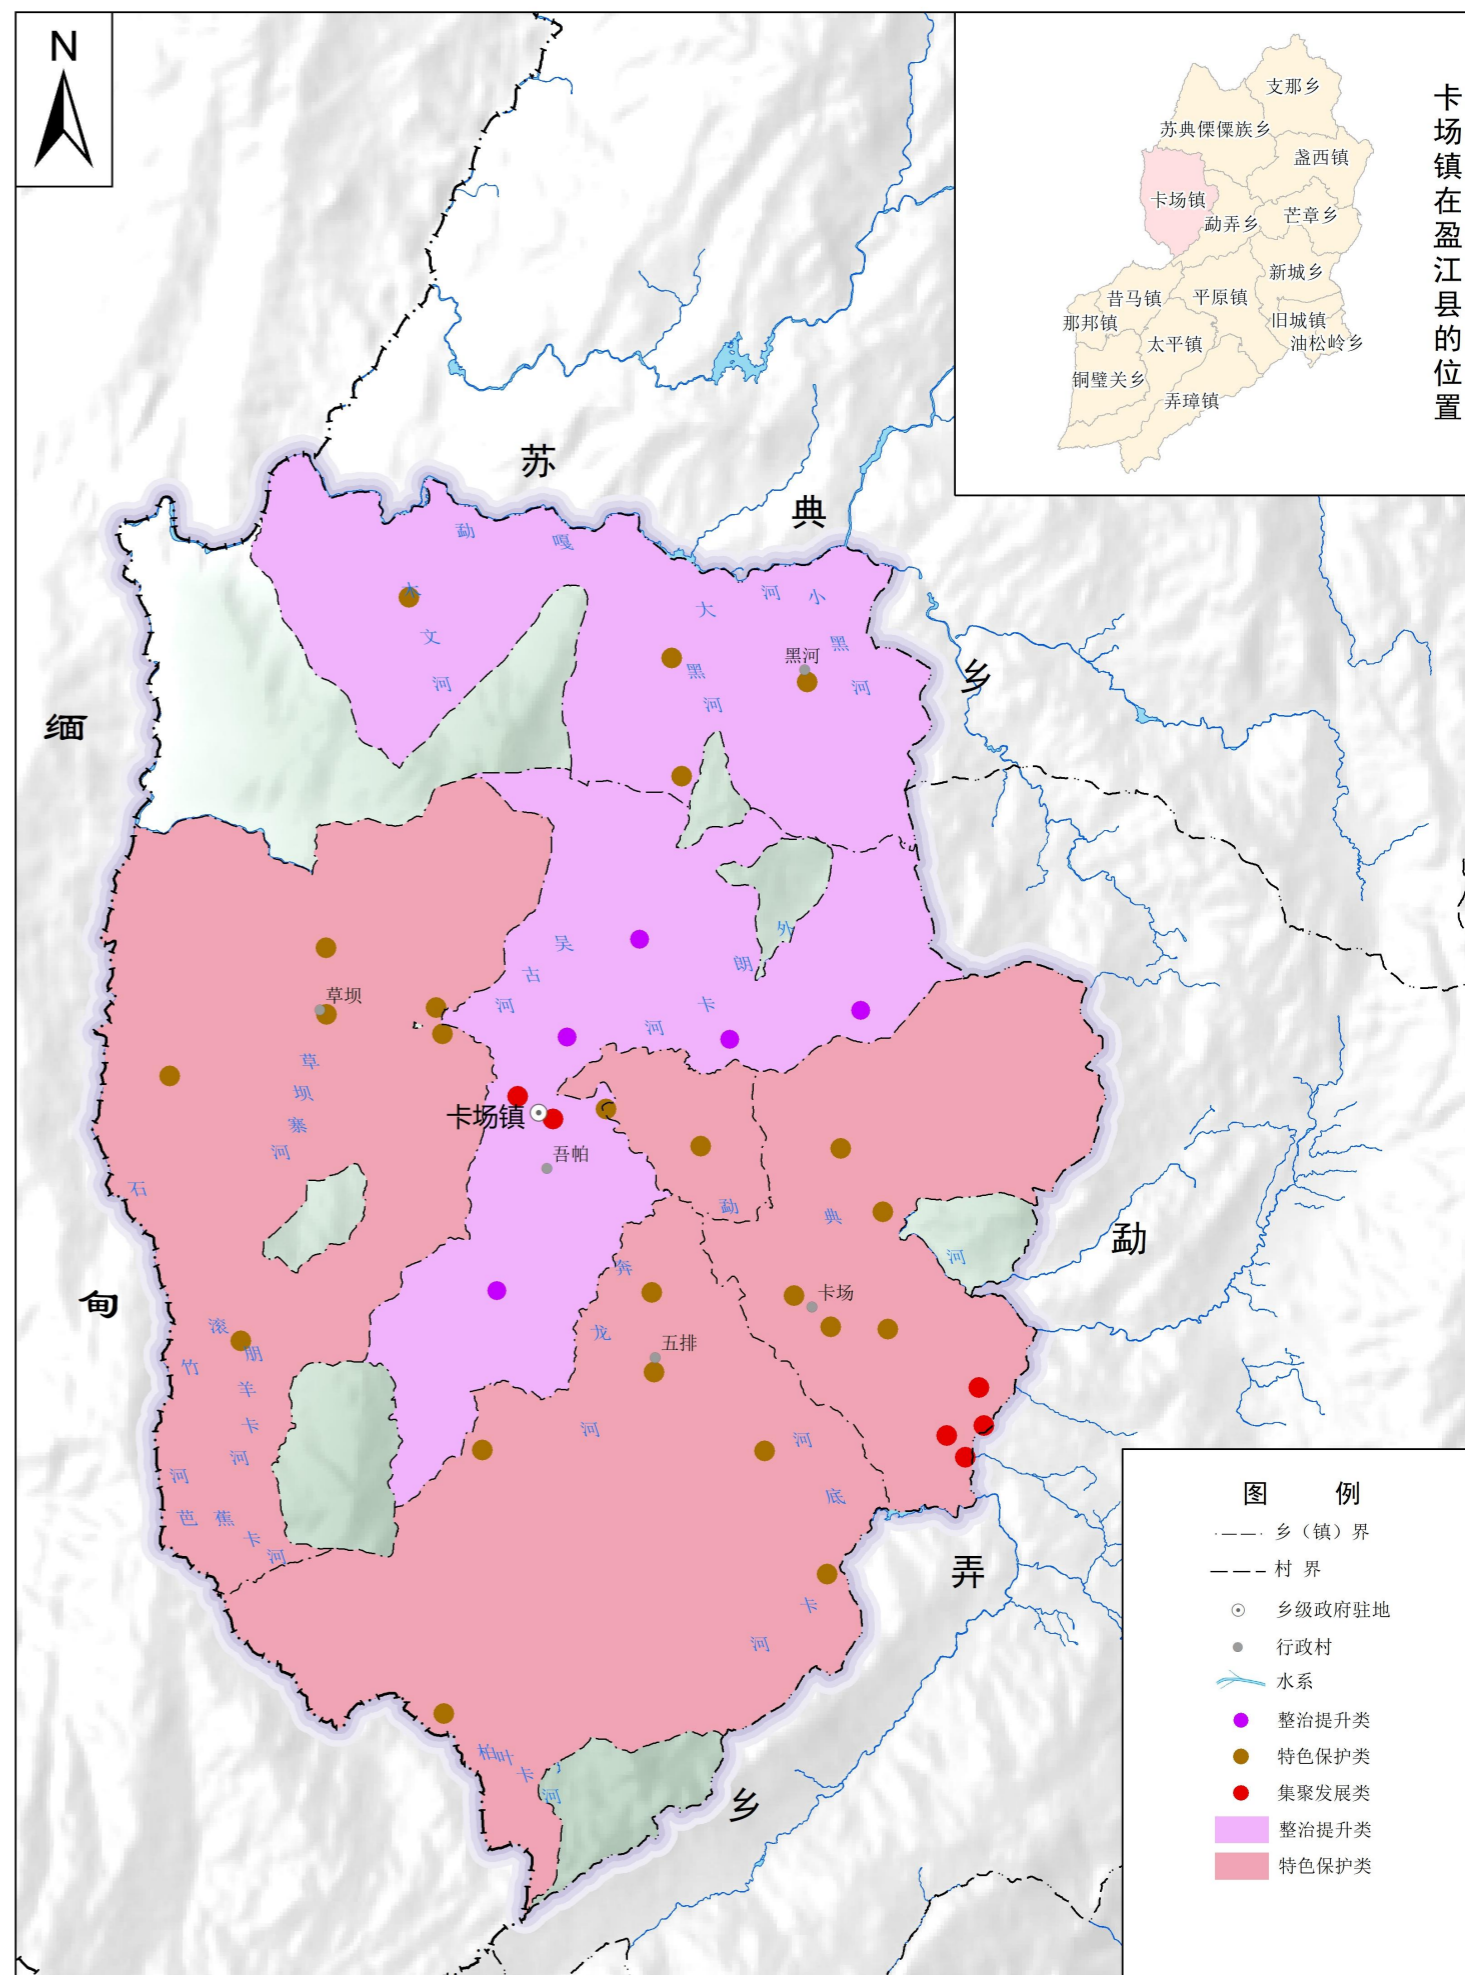 N
卡场镇在盈江县的位置
支那乡
苏典傈僳族乡
盏西镇
卡场镇
勐弄乡
芒章乡
新城乡
昔马镇
平原镇
那邦镇
旧城镇
太平镇
油松岭乡
铜壁关乡
弄璋镇
苏
典
乡
缅
甸
勐
弄
乡
勐嘎河
木文河
大黑河
小黑河
黑河
外朗卡河
吴古河
草坝
草坝寨河
卡场镇
吾帕
石竹河
勐典河
奔龙河
卡场
五排
滚朋羊卡河
芭蕉卡河
河底卡河
柏叶卡河
图例
乡（镇）界
村界
乡级政府驻地
行政村
水系
整治提升类
特色保护类
集聚发展类
整治提升类
特色保护类